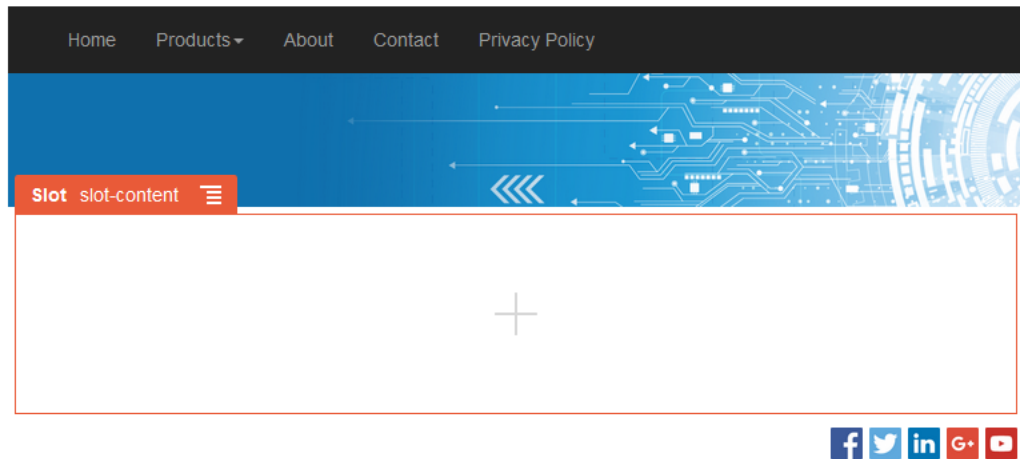 Home Products About Contact Privacy Policy
Slot slot-content
f in G+